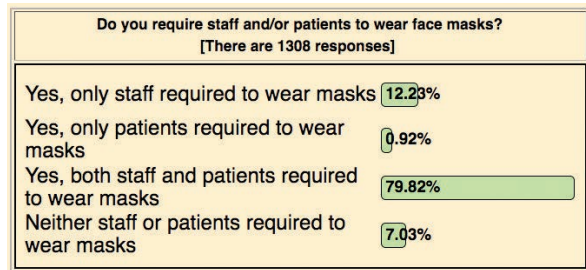 Do you require staff and/or patients to wear face masks?
[There are 1308 responses]
Yes, only staff required to wear masks 12.23%
Yes, only patients required to wear
masks
0.92%
Yes, both staff and patients required
to wear masks
79.82%
Neither staff or patients required to
wear masks
7.03%